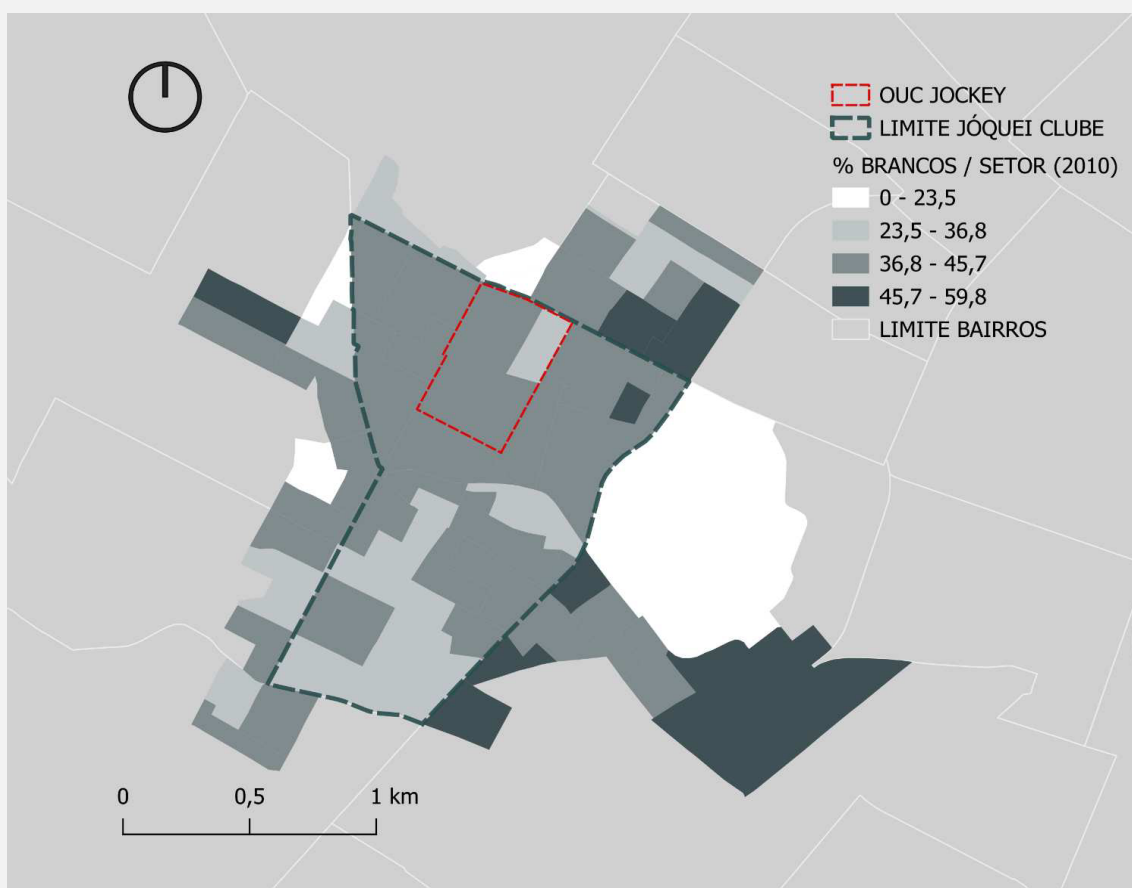 OUC JOCKEY
LIMITE JÓQUEI CLUBE
% BRANCOS / SETOR (2010)
0 - 23,5
23,5 - 36,8
36,8 - 45,7
45,7 - 59,8
LIMITE BAIRROS
0 0,5 1 km